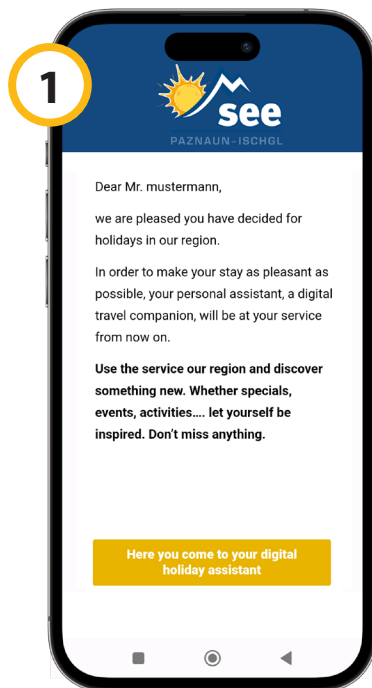 1
see
PAZNAUN-ISCHGL
Dear Mr. mustermann,
we are pleased you have decided for
holidays in our region.
In order to make your stay as pleasant as
possible, your personal assistant, a digital
travel companion, will be at your service
from now on.
Use the service our region and discover
something new. Whether specials,
events, activities.... let yourself be
inspired. Don't miss anything.
Here you come to your digital
holiday assistant